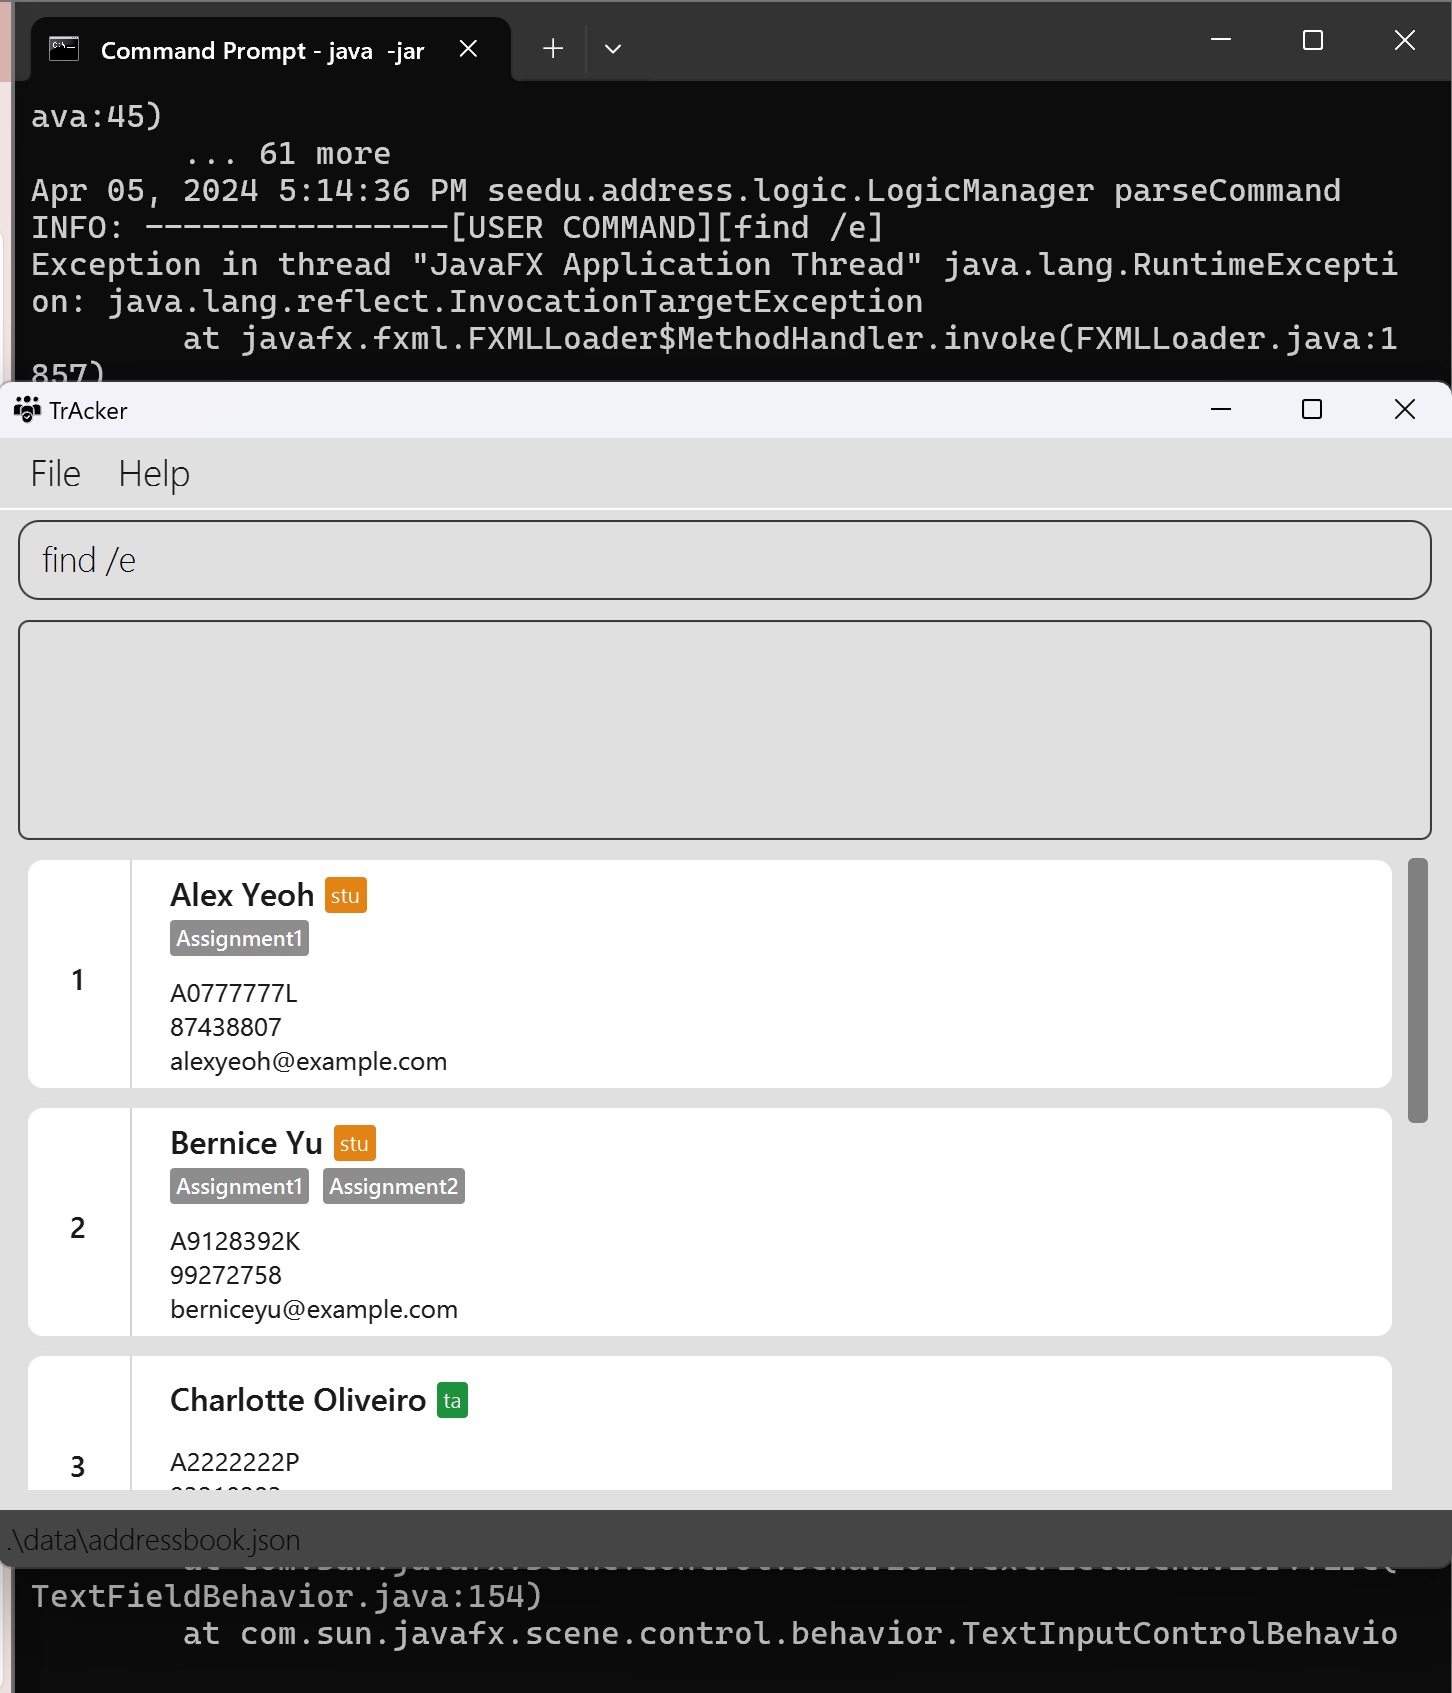 Command Prompt - java  -jar
ava:45)
... 61 more
Apr 05, 2024 5:14:36 PM seedu.address.logic.LogicManager parseCommand
INFO: ----------------[USER COMMAND][find /e]
Exception in thread "JavaFX Application Thread" java.lang.RuntimeExcepti
on: java.lang.reflect.InvocationTargetException
at javafx.fxml.FXMLLoader$MethodHandler.invoke(FXMLLoader.java:1
857)
TrAcker
File Help
find /e
1
Alex Yeoh stu
Assignment1
A0777777L
87438807
alexyeoh@example.com
2
Bernice Yu stu
Assignment1 Assignment2
A9128392K
99272758
berniceyu@example.com
3
Charlotte Oliveiro ta
A2222222P
.\data\addressbook.json
TextFieldBehavior.java:154)
at com.sun.javafx.scene.control.behavior.TextInputControlBehavio